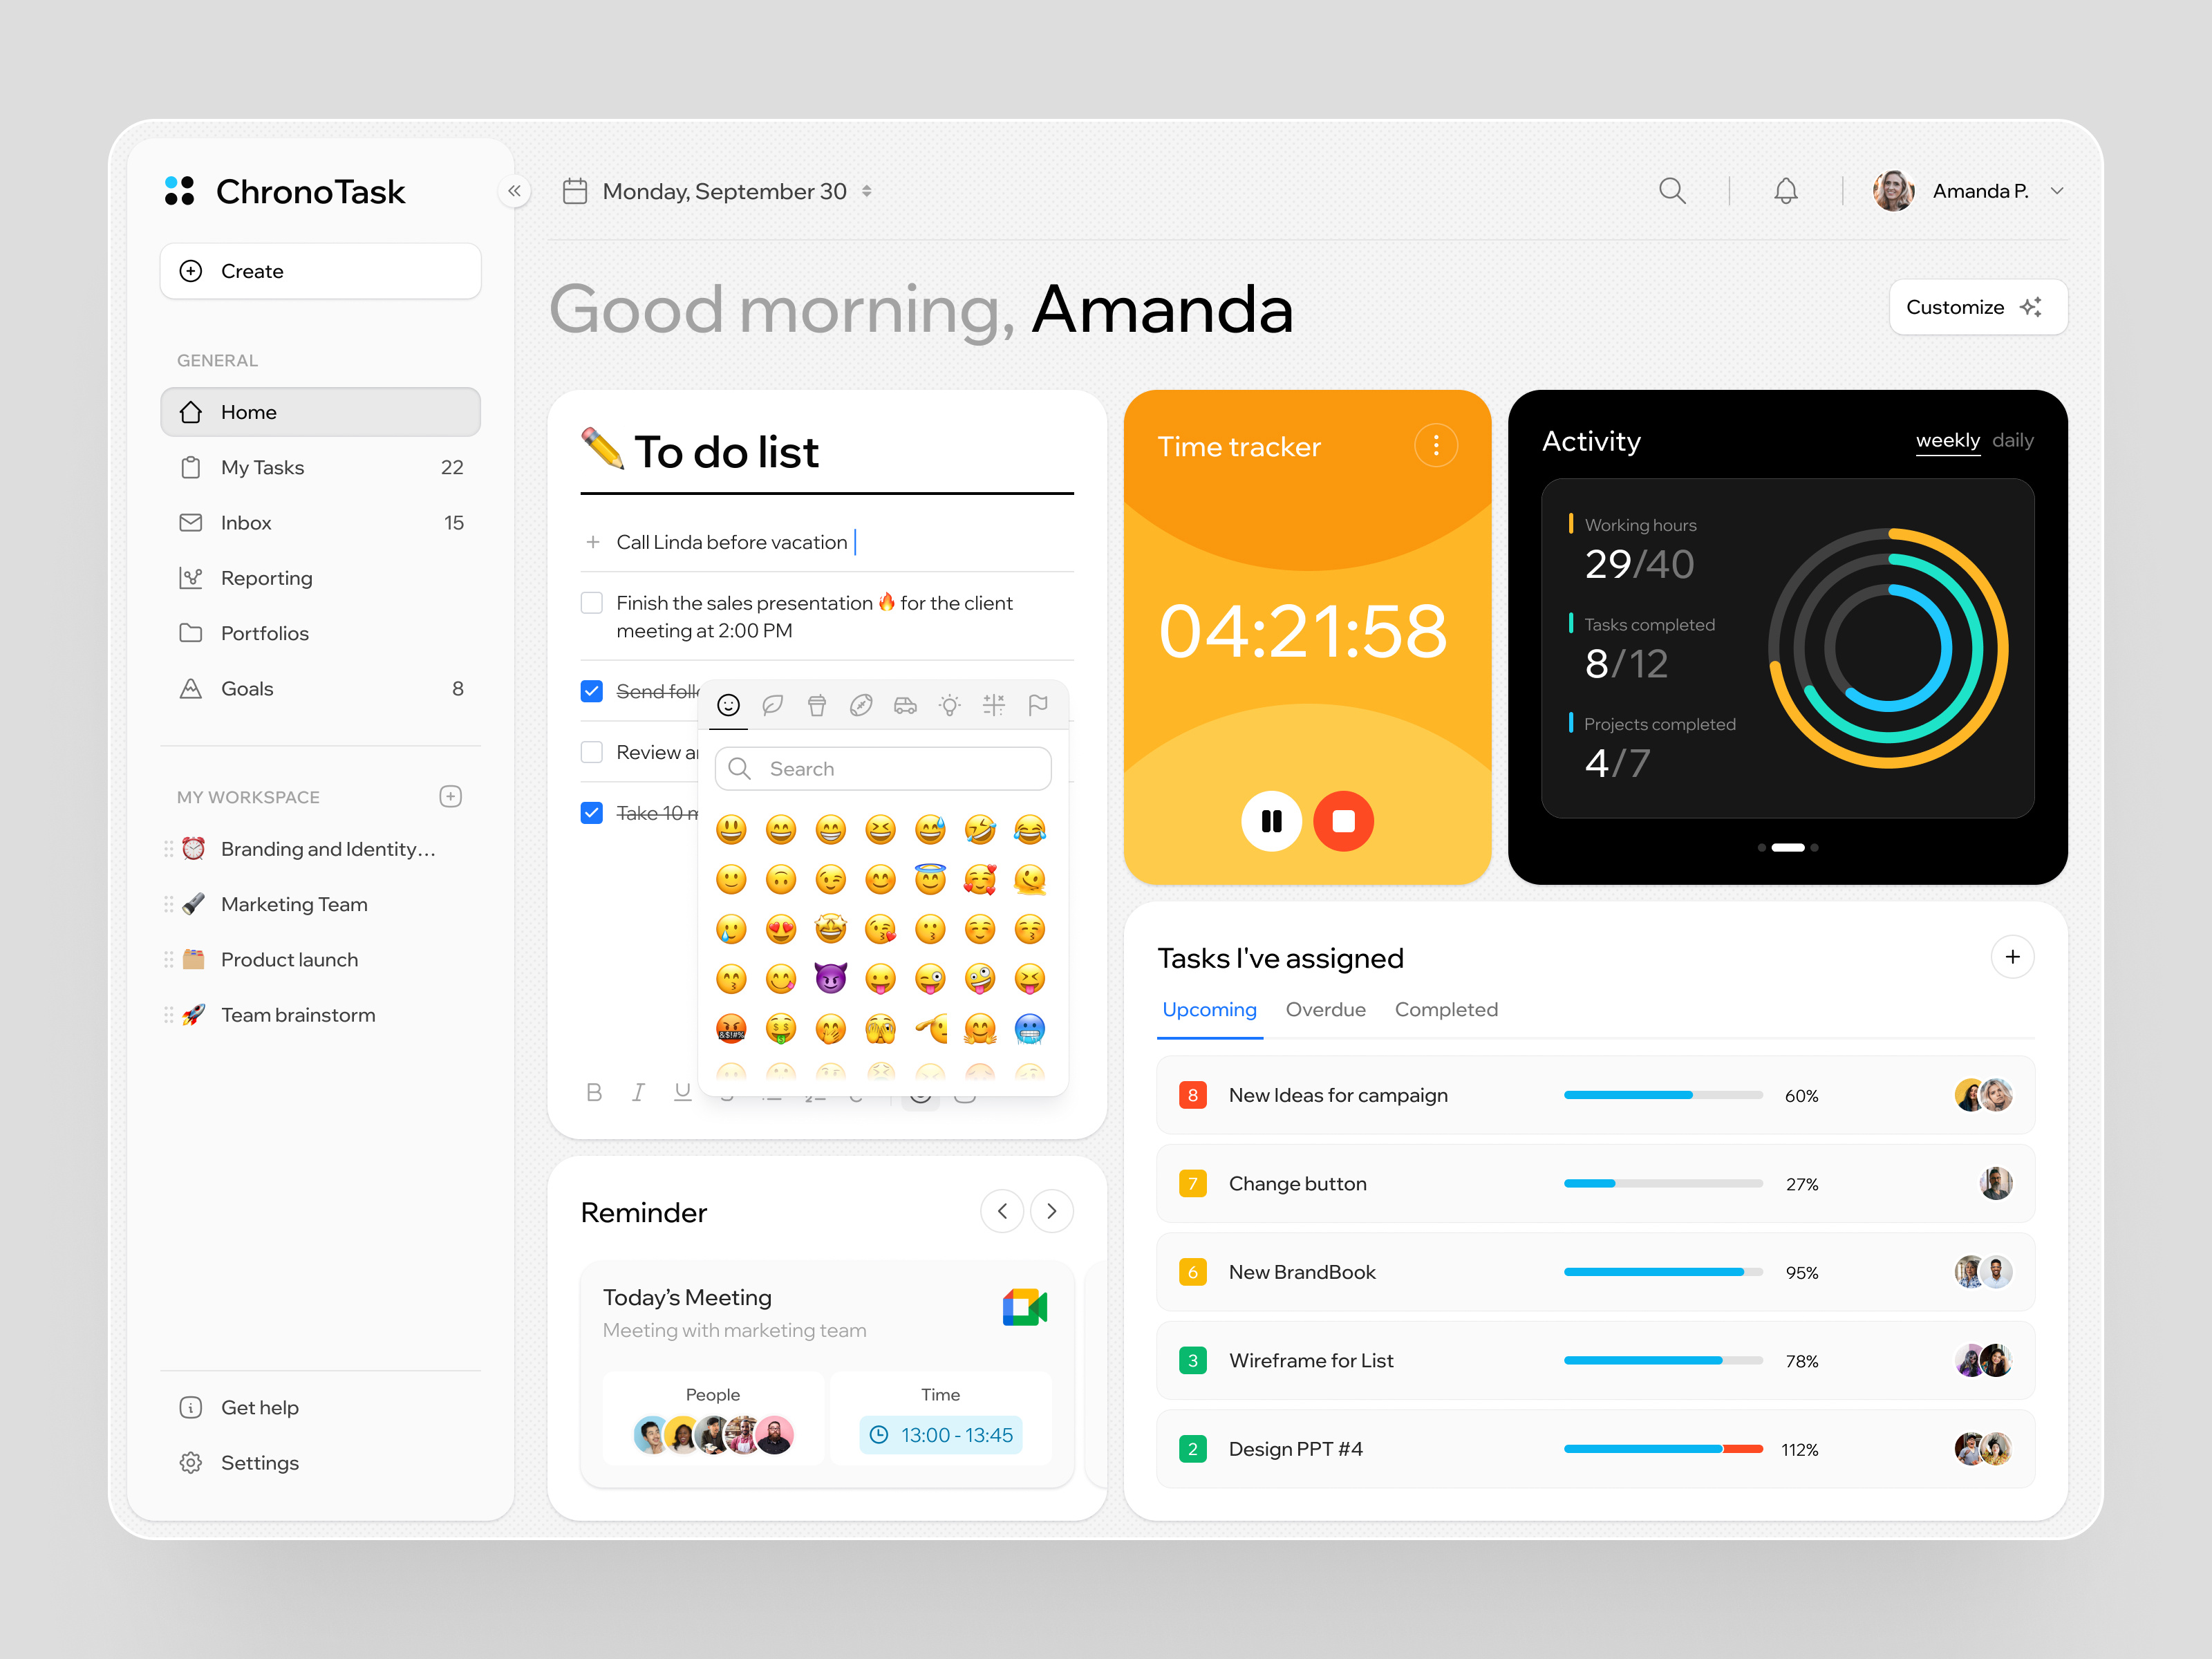 ChronoTask
Create
GENERAL
Home
My Tasks 22
Inbox 15
Reporting
Portfolios
Goals 8
MY WORKSPACE
Branding and Identity...
Marketing Team
Product launch
Team brainstorm
Get help
Settings
Monday, September 30
Amanda P.
Good morning, Amanda
Customize
To do list
Call Linda before vacation
Finish the sales presentation 🔥 for the client
meeting at 2:00 PM
Send
Review
Take 10
Search
B I U
Time tracker
04:21:58
Activity
weekly daily
Working hours
29/40
Tasks completed
8/12
Projects completed
4/7
Reminder
Today's Meeting
Meeting with marketing team
People
Time
13:00 - 13:45
Tasks I've assigned
Upcoming Overdue Completed
8 New Ideas for campaign 60%
7 Change button 27%
6 New BrandBook 95%
3 Wireframe for List 78%
2 Design PPT #4 112%